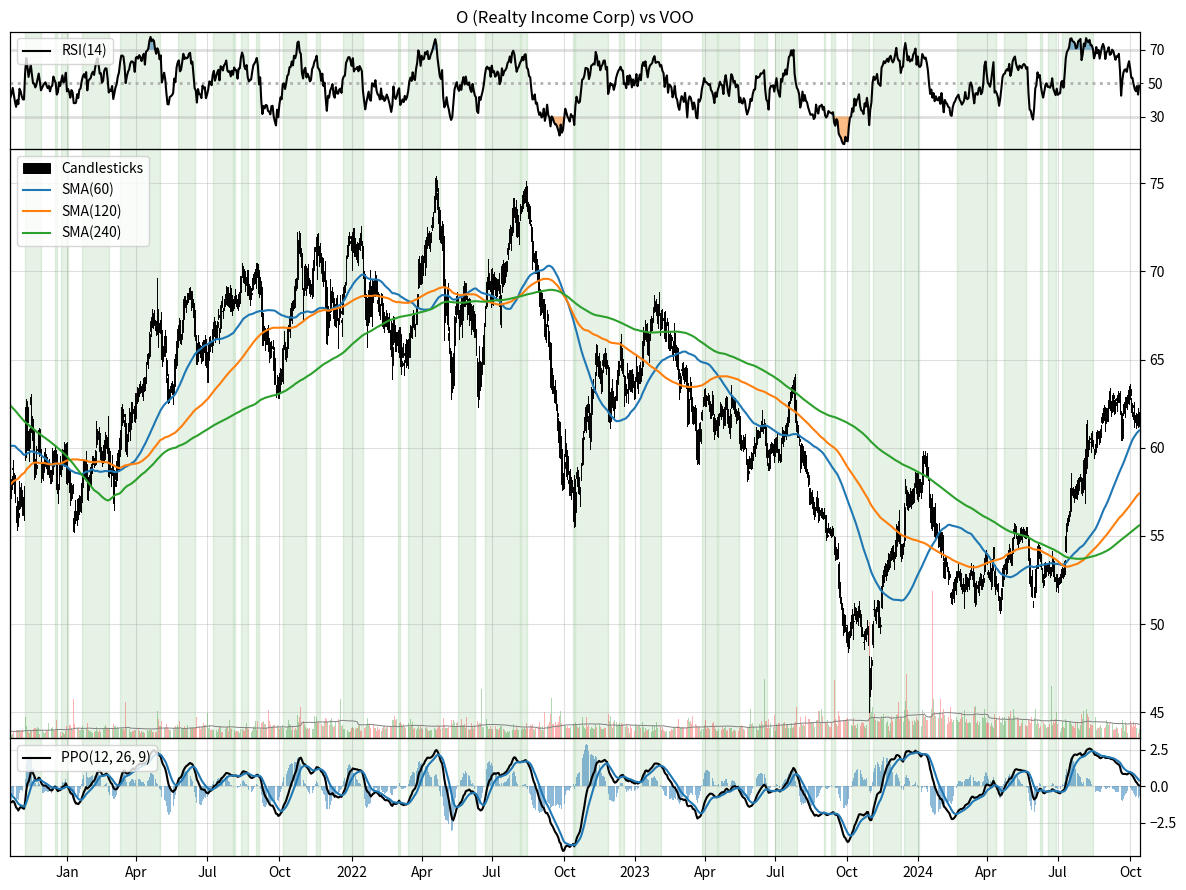 O (Realty Income Corp) vs VOO
RSI(14)
70
50
30
Candlesticks
SMA(60)
SMA(120)
SMA(240)
75
70
65
60
55
50
45
PPO(12, 26, 9)
2.5
0.0
−2.5
Jan Apr Jul Oct 2022 Apr Jul Oct 2023 Apr Jul Oct 2024 Apr Jul Oct